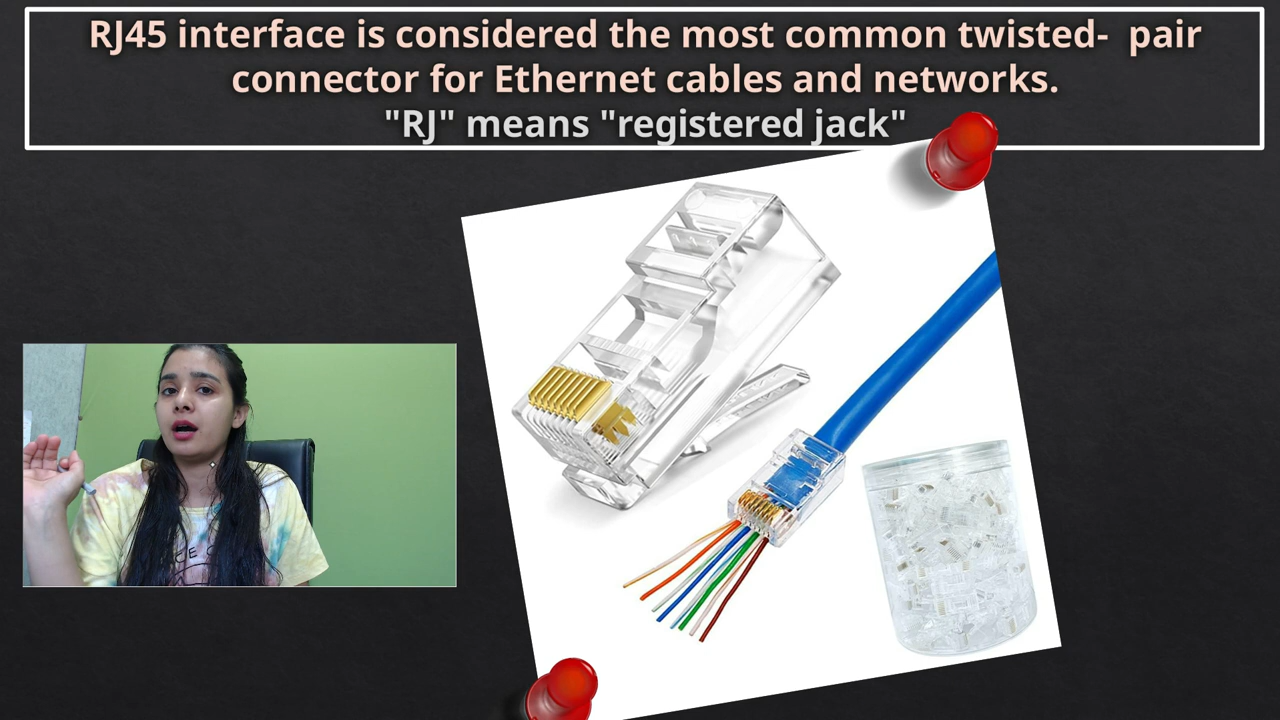 RJ45 interface is considered the most common twisted-  pair
connector for Ethernet cables and networks.
"RJ" means "registered jack"